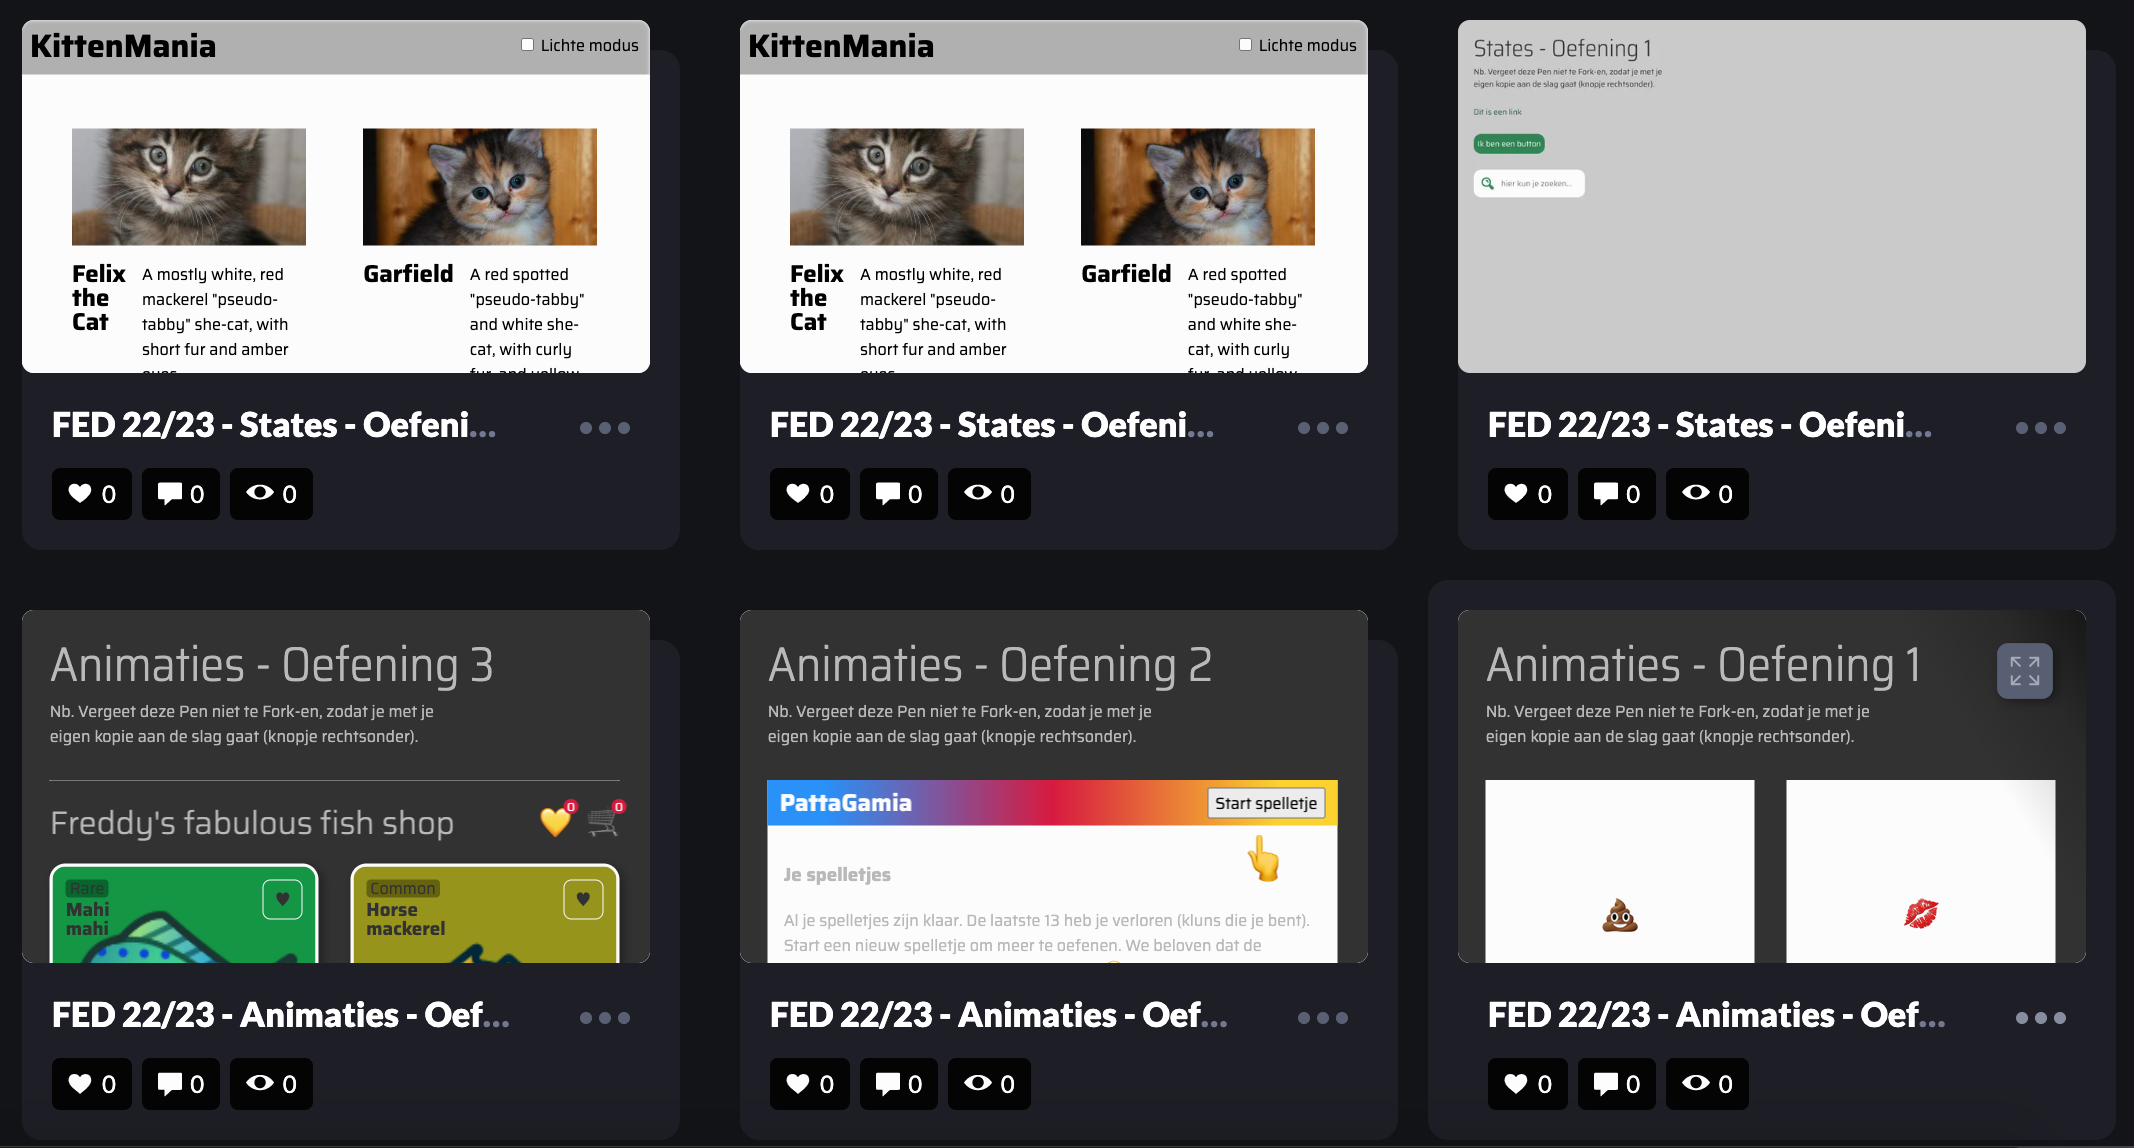 KittenMania
Lichte modus
Felix
the
Cat
A mostly white, red
mackerel "pseudo-
tabby" she-cat, with
short fur and amber
eyes
Garfield
A red spotted
"pseudo-tabby"
and white she-
cat, with curly
fur, and yellow
FED 22/23 - States - Oefeni...
0
0
0
KittenMania
Lichte modus
Felix
the
Cat
A mostly white, red
mackerel "pseudo-
tabby" she-cat, with
short fur and amber
eyes
Garfield
A red spotted
"pseudo-tabby"
and white she-
cat, with curly
fur, and yellow
FED 22/23 - States - Oefeni...
0
0
0
States - Oefening 1
Nb. Vergeet deze Pen niet te Fork-en, zodat je met je
eigen kopie aan de slag gaat (knopje rechtsonder).
Dit is een link
Ik ben een button
hier kun je zoeken...
FED 22/23 - States - Oefeni...
0
0
0
Animaties - Oefening 3
Nb. Vergeet deze Pen niet te Fork-en, zodat je met je
eigen kopie aan de slag gaat (knopje rechtsonder).
Freddy's fabulous fish shop
0
0
Rare
Mahi
mahi
Common
Horse
mackerel
FED 22/23 - Animaties - Oef...
0
0
0
Animaties - Oefening 2
Nb. Vergeet deze Pen niet te Fork-en, zodat je met je
eigen kopie aan de slag gaat (knopje rechtsonder).
PattaGamia
Start spelletje
Je spelletjes
Al je spelletjes zijn klaar. De laatste 13 heb je verloren (kluns die je bent).
Start een nieuw spelletje om meer te oefenen. We beloven dat de
FED 22/23 - Animaties - Oef...
0
0
0
Animaties - Oefening 1
Nb. Vergeet deze Pen niet te Fork-en, zodat je met je
eigen kopie aan de slag gaat (knopje rechtsonder).
FED 22/23 - Animaties - Oef...
0
0
0